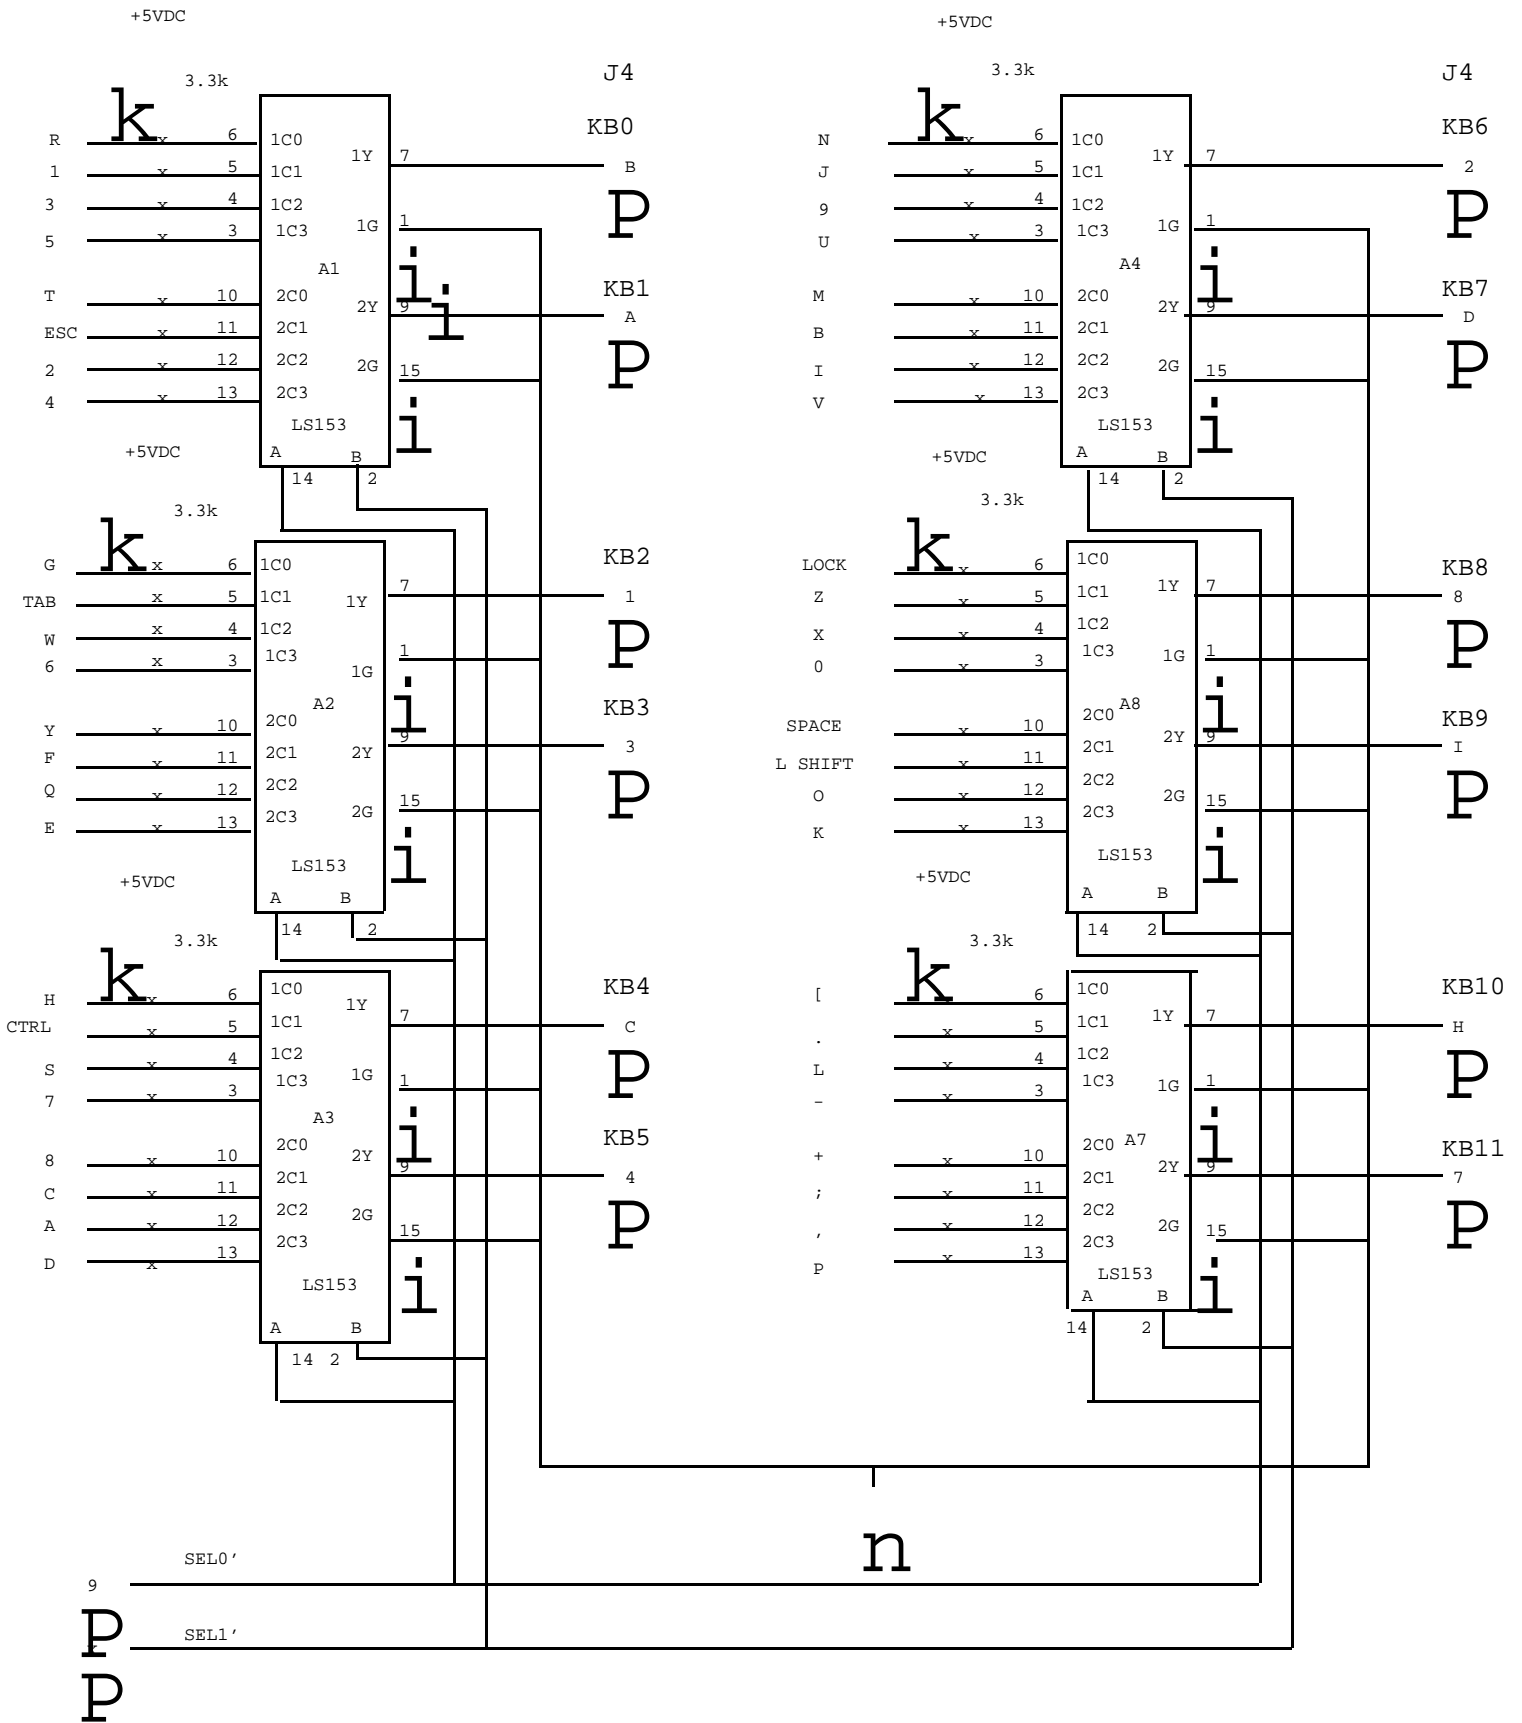 +5VDC +5VDC
3.3k J4 3.3k J4
k k
KB0 KB6
R x 6 1C0 1Y 7 B N x 6 1C0 1Y 7 2
1 x 5 1C1 J x 5 1C1
3 x 4 1C2 P 9 x 4 1C2 P
5 x 3 1C3 1G 1 U x 3 1C3 1G 1
A1 i A4 i
i
KB1 KB7
T x 10 2C0 2Y 9 A M x 10 2C0 2Y 9 D
ESC x 11 2C1 B x 11 2C1
2 x 12 2C2 2G 15 P I x 12 2C2 2G 15 P
4 x 13 2C3 V x 13 2C3
LS153 i LS153 i
+5VDC A B +5VDC A B
14 2 14 2
3.3k 3.3k
k k
KB2 KB8
G x 6 1C0 1Y 7 1 LOCK x 6 1C0 1Y 7 8
TAB x 5 1C1 Z x 5 1C1
W x 4 1C2 P X x 4 1C2 P
6 x 3 1C3 1G 1 0 x 3 1C3 1G 1
A2 i A8 i
KB3 KB9
Y x 10 2C0 2Y 9 3 SPACE x 10 2C0 2Y 9 I
F x 11 2C1 L SHIFT x 11 2C1
Q x 12 2C2 2G 15 P O x 12 2C2 2G 15 P
E x 13 2C3 K x 13 2C3
LS153 i LS153 i
+5VDC A B +5VDC A B
14 2 14 2
3.3k 3.3k
k k
KB4 KB10
H x 6 1C0 1Y 7 C [ x 6 1C0 1Y 7 H
CTRL x 5 1C1 . x 5 1C1
S x 4 1C2 P L x 4 1C2 P
7 x 3 1C3 1G 1 - x 3 1C3 1G 1
A3 i A7 i
KB5 KB11
8 x 10 2C0 2Y 9 4 + x 10 2C0 2Y 9 7
C x 11 2C1 ; x 11 2C1
A x 12 2C2 2G 15 P , x 12 2C2 2G 15 P
D x 13 2C3 P x 13 2C3
LS153 i LS153 i
A B A B
14 2 14 2
n
SEL0'
9
P
SEL1'
P